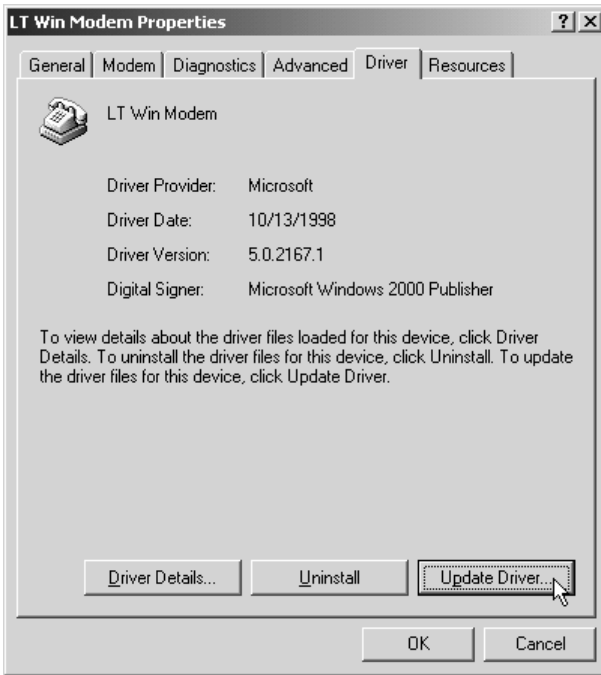 LT Win Modem Properties
General Modem Diagnostics Advanced Driver Resources
LT Win Modem
Driver Provider: Microsoft
Driver Date: 10/13/1998
Driver Version: 5.0.2167.1
Digital Signer: Microsoft Windows 2000 Publisher
To view details about the driver files loaded for this device, click Driver
Details. To uninstall the driver files for this device, click Uninstall. To update
the driver files for this device, click Update Driver.
Driver Details... Uninstall Update Driver...
OK Cancel